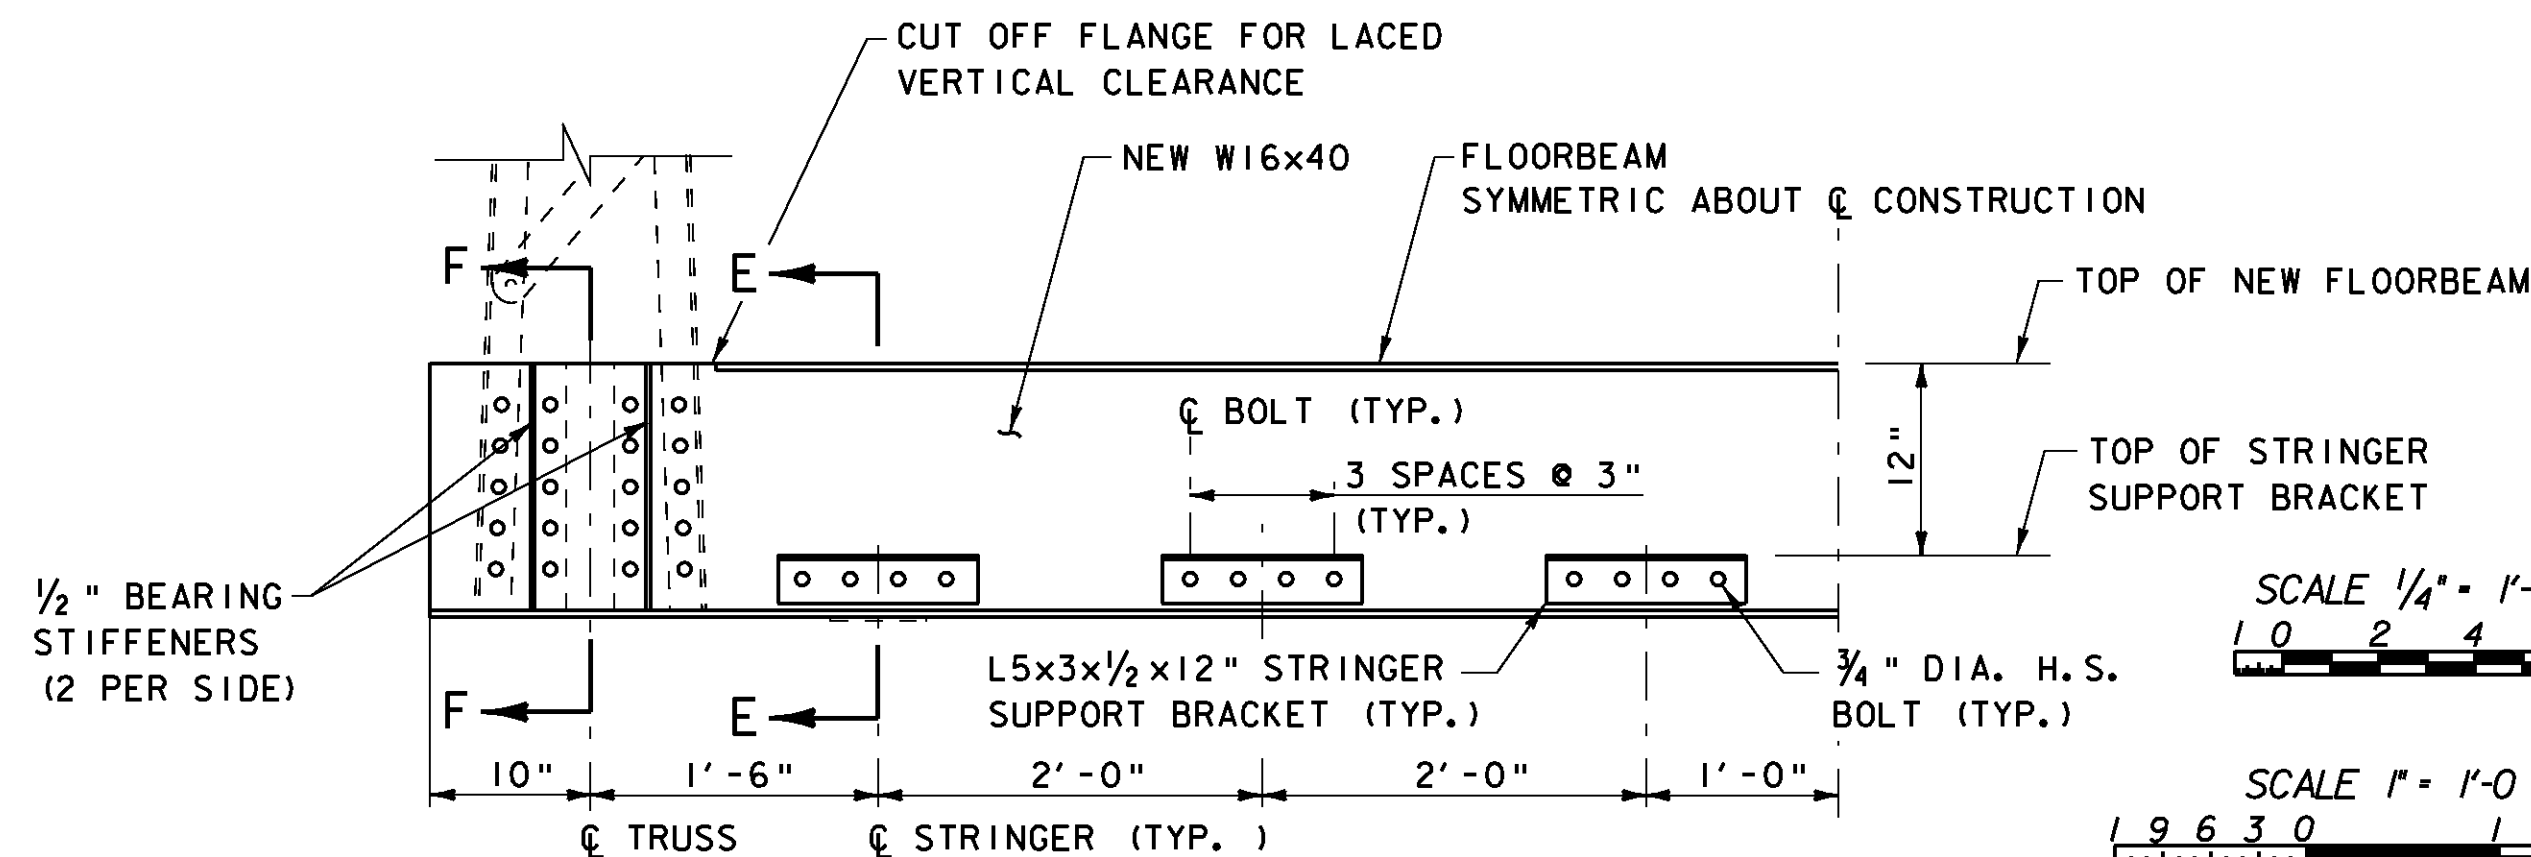 CUT OFF FLANGE FOR LACED
VERTICAL CLEARANCE
NEW W16x40
FLOORBEAM
SYMMETRIC ABOUT ℄ CONSTRUCTION
F
E
TOP OF NEW FLOORBEAM
℄ BOLT (TYP.)
3 SPACES @ 3"
(TYP.)
12"
TOP OF STRINGER
SUPPORT BRACKET
1/2" BEARING
STIFFENERS
(2 PER SIDE)
L5x3x1/2x12" STRINGER
SUPPORT BRACKET (TYP.)
3/4" DIA. H.S.
BOLT (TYP.)
F
E
SCALE 1/4" = 1'-
1 0 2 4
10"
1'-6"
2'-0"
2'-0"
1'-0"
SCALE 1" = 1'-0
1 9 6 3 0 1
℄ TRUSS
℄ STRINGER (TYP. )